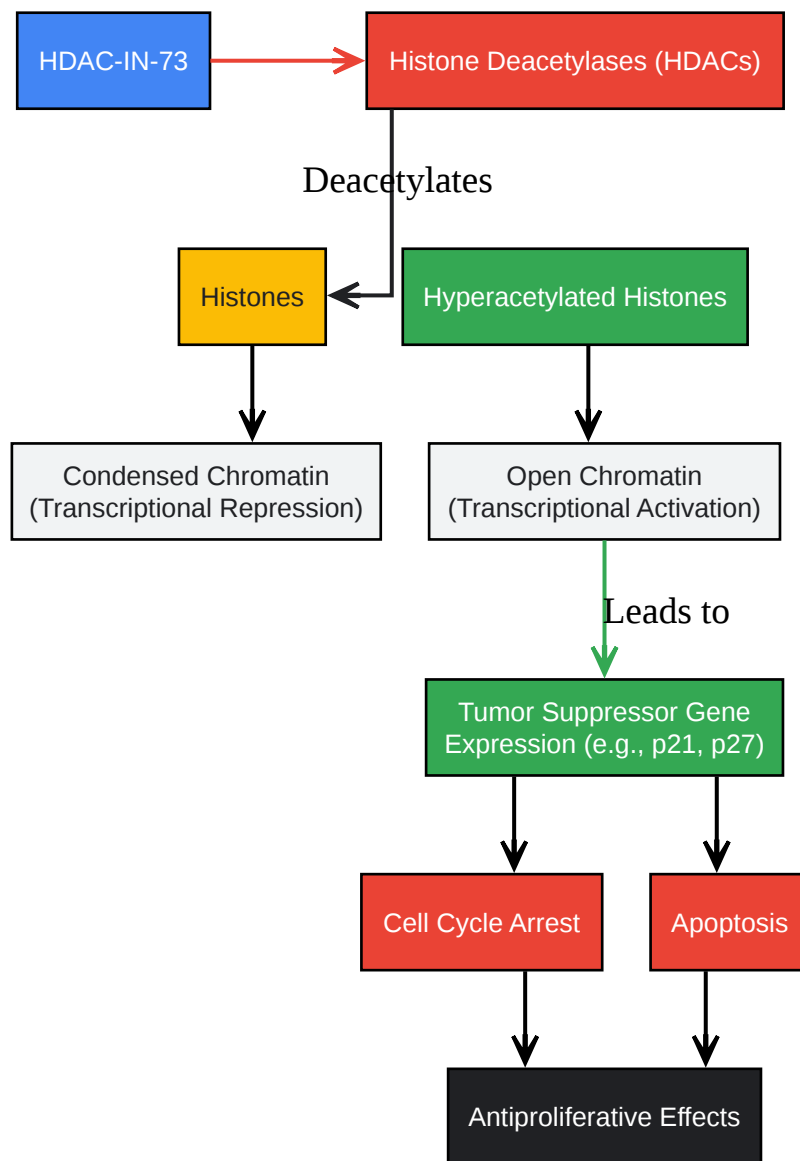 HDAC-IN-73
Histone Deacetylases (HDACs)
Deacetylates
Histones
Hyperacetylated Histones
Condensed Chromatin
(Transcriptional Repression)
Open Chromatin
(Transcriptional Activation)
Leads to
Tumor Suppressor Gene
Expression (e.g., p21, p27)
Cell Cycle Arrest
Apoptosis
Antiproliferative Effects